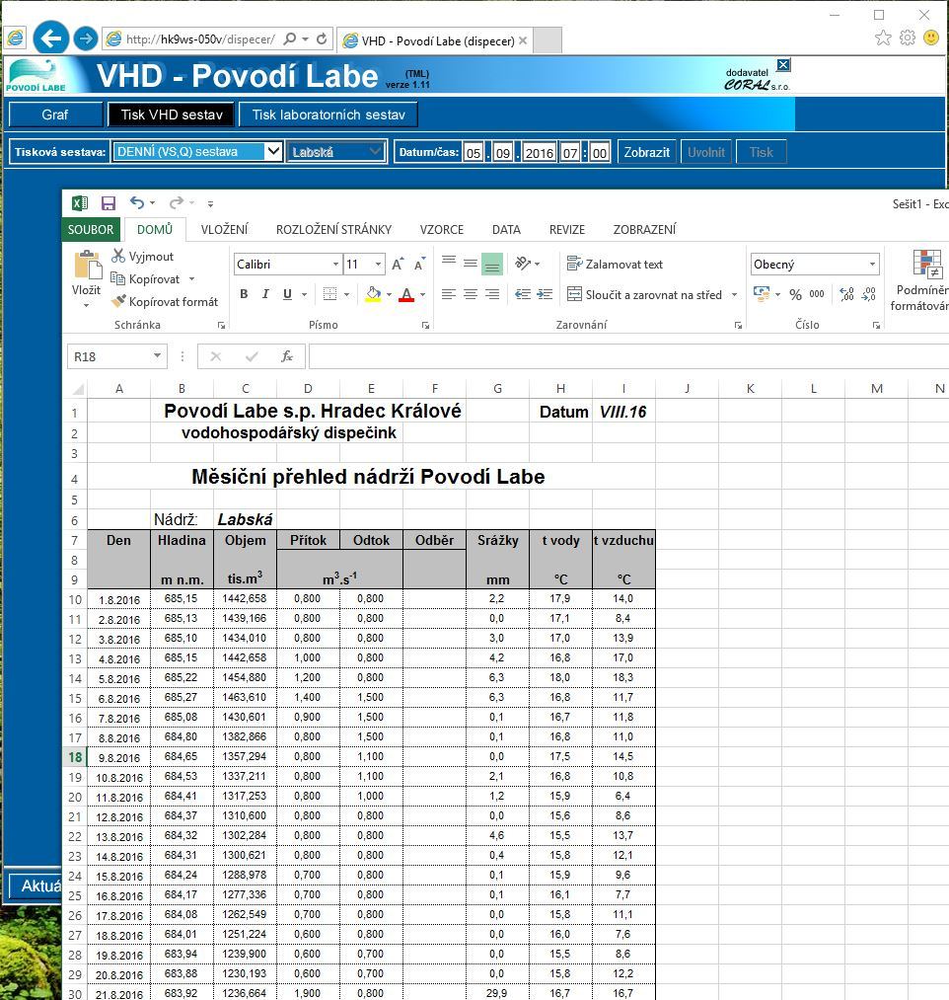 http://hk9ws-050v/dispecer/
VHD - Povodí Labe (dispecer)
POVODÍ LABE
VHD - Povodí Labe (TML) verze 1.11
dodavatel CORAL s.r.o.
Graf Tisk VHD sestav Tisk laboratorních sestav
Tisková sestava: DENNÍ (VS,Q) sestava Labská Datum/čas: 05 . 09 . 2016 07 : 00 Zobrazit Uvolnit Tisk
Sešit1 - Exc
SOUBOR DOMŮ VLOŽENÍ ROZLOŽENÍ STRÁNKY VZORCE DATA REVIZE ZOBRAZENÍ
Vložit
Vyjmout
Kopírovat
Kopírovat formát
Schránka
Calibri 11
B I U
Písmo
Zalamovat text
Sloučit a zarovnat na střed
Zarovnání
Obecný
% 000
Číslo
Podmíněn
formátován
R18 fx
A B C D E F G H I J K L M N
1 Povodí Labe s.p. Hradec Králové Datum VIII.16
2 vodohospodářský dispečink
3
4 Měsíční přehled nádrží Povodí Labe
5
6 Nádrž: Labská
7 Den Hladina Objem Přítok Odtok Odběr Srážky t vody t vzduchu
8
9 m n.m. tis.m³ m³.s⁻¹ mm °C °C
10 1.8.2016 685,15 1442,658 0,800 0,800 2,2 17,9 14,0
11 2.8.2016 685,13 1439,166 0,800 0,800 0,0 17,1 8,4
12 3.8.2016 685,10 1434,010 0,800 0,800 3,0 17,0 13,9
13 4.8.2016 685,15 1442,658 1,000 0,800 4,2 16,8 17,0
14 5.8.2016 685,22 1454,880 1,200 0,800 6,3 18,0 18,3
15 6.8.2016 685,27 1463,610 1,400 1,500 6,3 16,8 11,7
16 7.8.2016 685,08 1430,601 0,900 1,500 0,1 16,7 11,8
17 8.8.2016 684,80 1382,866 0,800 1,500 0,1 16,8 11,0
18 9.8.2016 684,65 1357,294 0,800 1,100 0,0 17,5 14,5
19 10.8.2016 684,53 1337,211 0,800 1,100 2,1 16,8 10,8
20 11.8.2016 684,41 1317,253 0,800 1,000 1,2 15,9 6,4
21 12.8.2016 684,37 1310,600 0,800 0,800 0,0 15,6 8,6
22 13.8.2016 684,32 1302,284 0,800 0,800 4,6 15,5 13,7
23 14.8.2016 684,31 1300,621 0,800 0,800 0,4 15,8 12,1
24 15.8.2016 684,24 1288,978 0,700 0,800 0,1 15,9 9,6
25 16.8.2016 684,17 1277,336 0,700 0,800 0,1 16,1 7,7
26 17.8.2016 684,08 1262,549 0,700 0,800 0,0 15,8 11,1
27 18.8.2016 684,01 1251,224 0,600 0,800 0,0 16,0 7,6
28 19.8.2016 683,94 1239,900 0,600 0,700 0,0 15,5 8,6
29 20.8.2016 683,88 1230,193 0,600 0,700 0,0 15,8 12,2
30 21.8.2016 683,92 1236,664 1,900 0,800 29,9 16,7 16,7
Aktuá